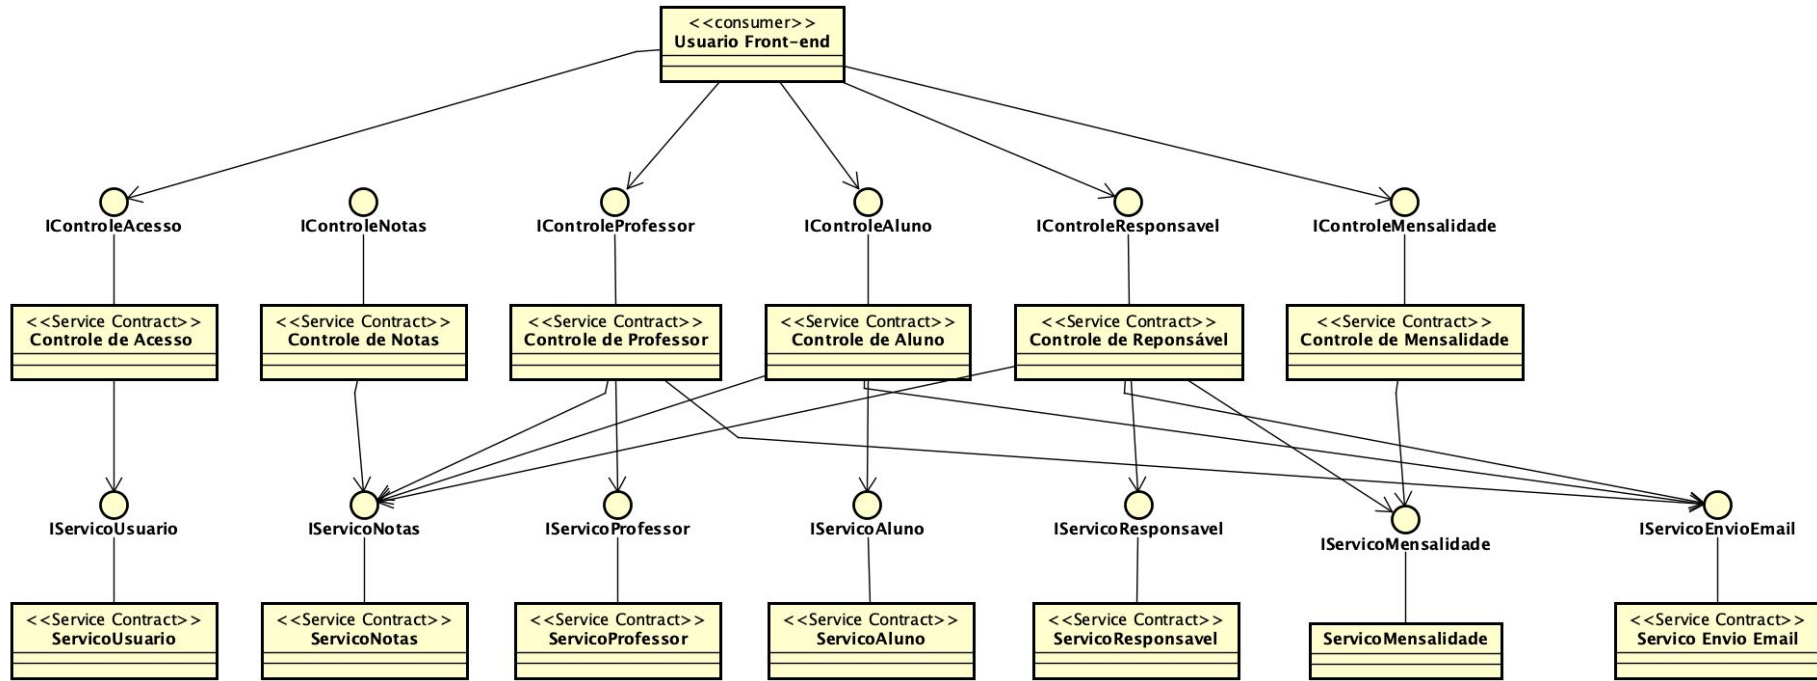 <<consumer>>
Usuario Front-end
IControleAcesso
IControleNotas
IControleProfessor
IControleAluno
IControleResponsavel
IControleMensalidade
<<Service Contract>>
Controle de Acesso
<<Service Contract>>
Controle de Notas
<<Service Contract>>
Controle de Professor
<<Service Contract>>
Controle de Aluno
<<Service Contract>>
Controle de Reponsável
<<Service Contract>>
Controle de Mensalidade
IServicoUsuario
IServicoNotas
IServicoProfessor
IServicoAluno
IServicoResponsavel
IServicoMensalidade
IServicoEnvioEmail
<<Service Contract>>
ServicoUsuario
<<Service Contract>>
ServicoNotas
<<Service Contract>>
ServicoProfessor
<<Service Contract>>
ServicoAluno
<<Service Contract>>
ServicoResponsavel
ServicoMensalidade
<<Service Contract>>
Servico Envio Email